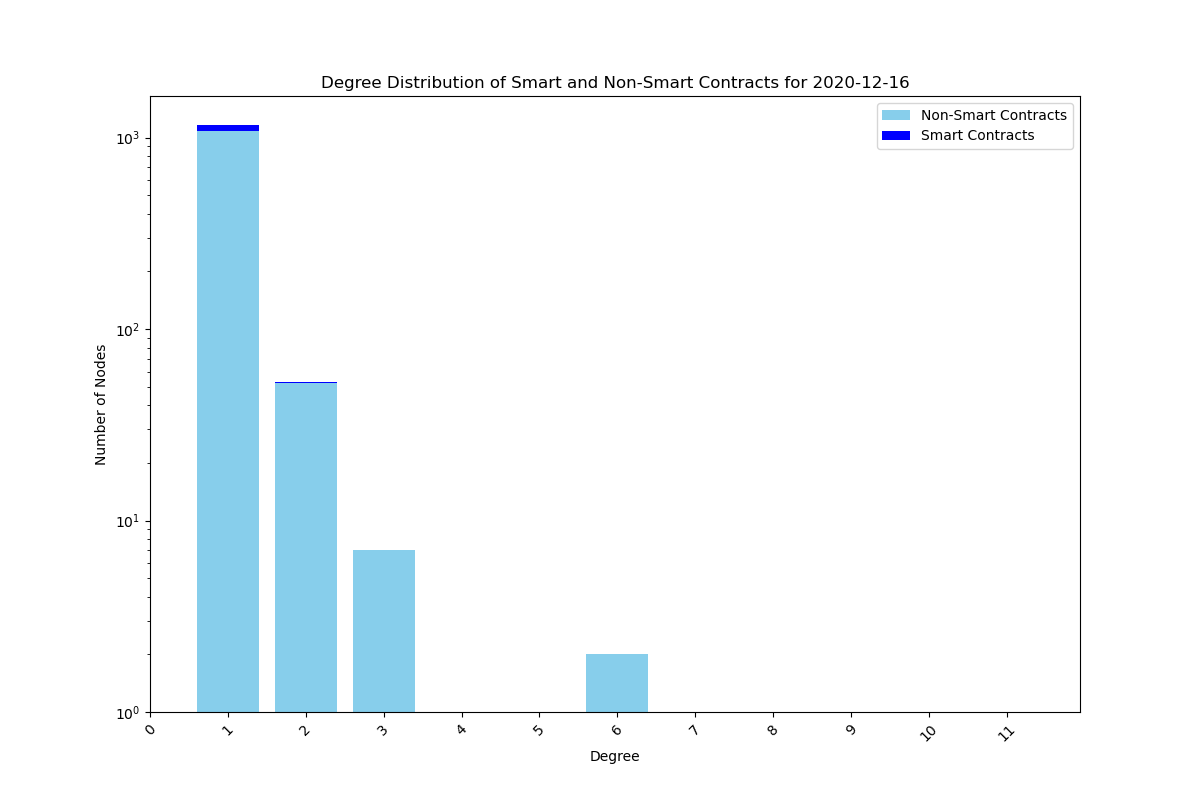 Degree Distribution of Smart and Non-Smart Contracts for 2020-12-16
Non-Smart Contracts
Smart Contracts
Number of Nodes
10³
10²
10¹
10⁰
0 1 2 3 4 5 6 7 8 9 10 11
Degree